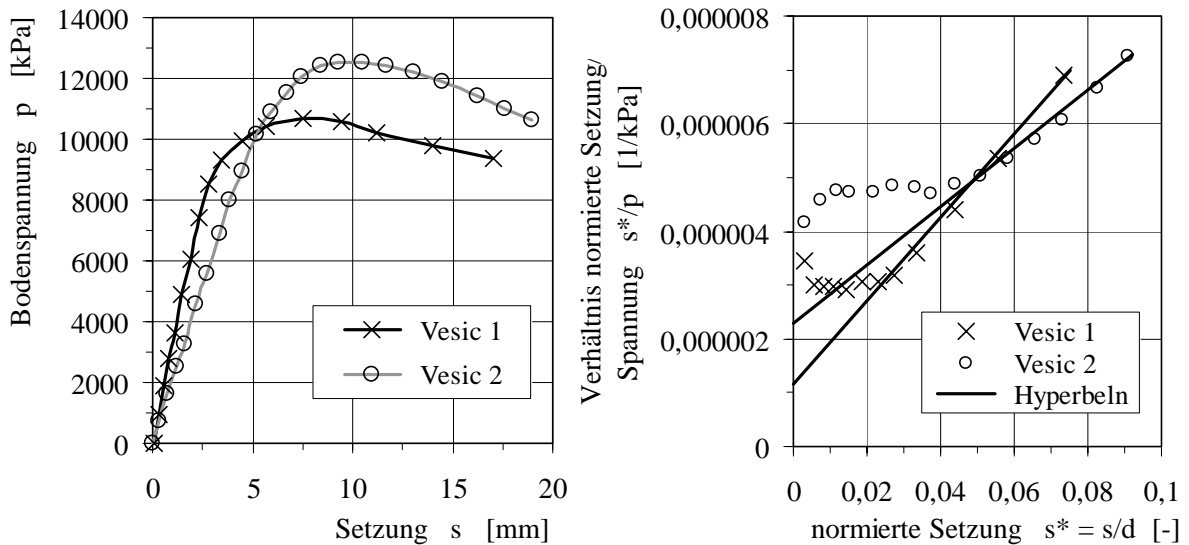 Bodenspannung p [kPa]
14000
12000
10000
8000
6000
4000
2000
0
0 5 10 15 20
Setzung s [mm]
Vesic 1
Vesic 2
Verhältnis normierte Setzung/
Spannung s*/p [1/kPa]
0,000008
0,000006
0,000004
0,000002
0
0 0,02 0,04 0,06 0,08 0,1
normierte Setzung s* = s/d [-]
Vesic 1
Vesic 2
Hyperbeln